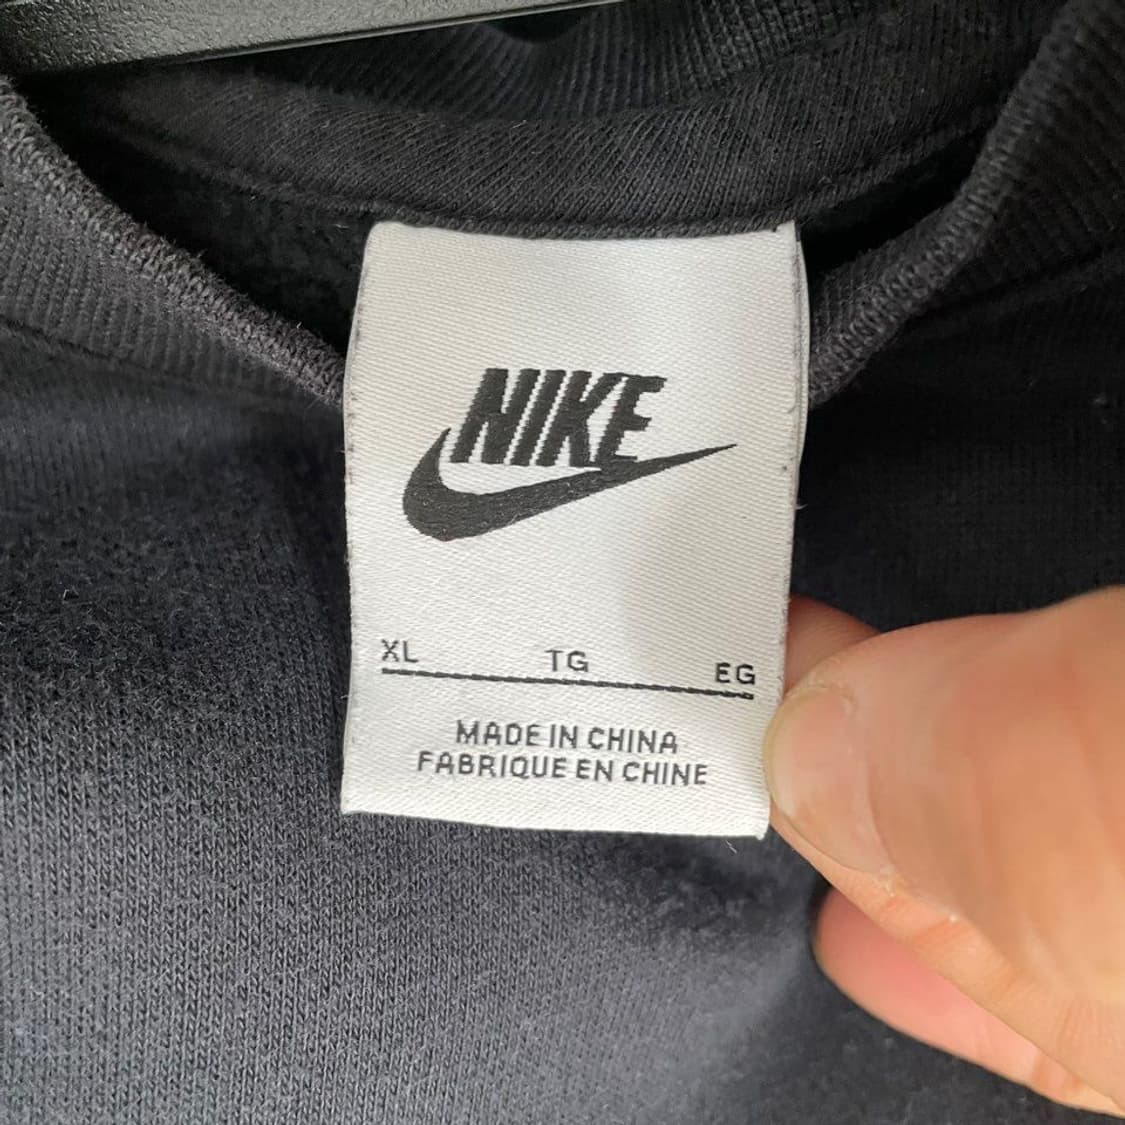 NIKE
XL TG EG
MADE IN CHINA
FABRIQUE EN CHINE